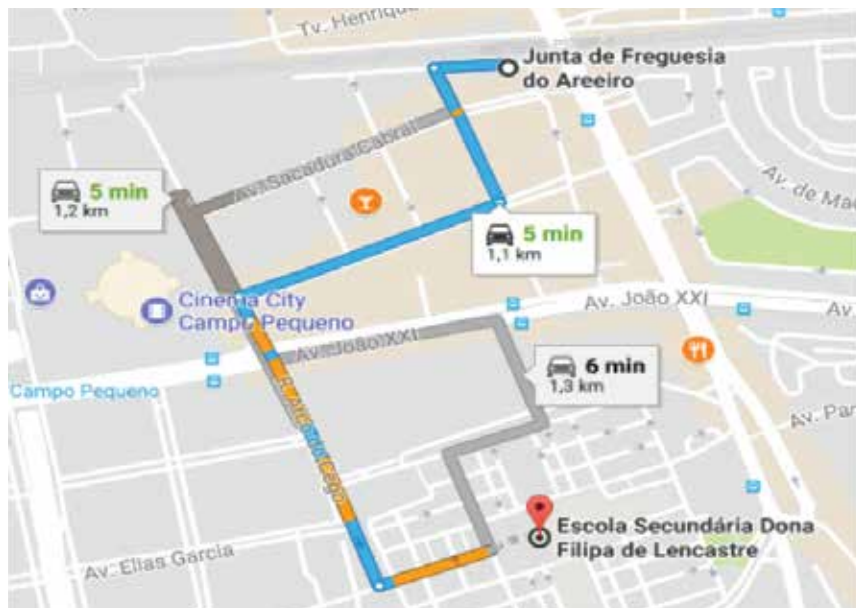 Tv. Henriqu
Junta de Freguesia
do Areeiro
Av. Sacadura Cabral
5 min
1,2 km
Av. de Ma
5 min
1,1 km
Cinema City
Campo Pequeno
Av. João XXI
Av.
Av. João XXI
6 min
1,3 km
Campo Pequeno
Av. Par
Cego
Escola Secundária Dona
Filipa de Lencastre
Av. Elias Garcia